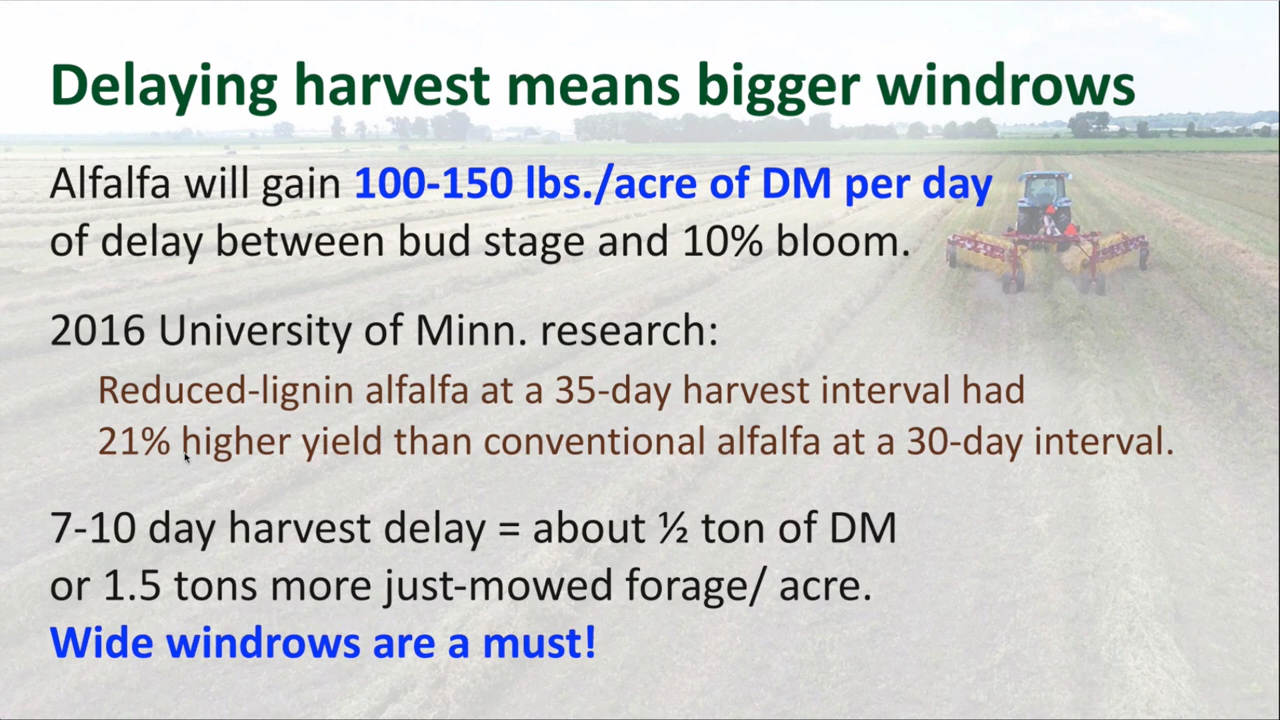 Delaying harvest means bigger windrows
Alfalfa will gain 100-150 lbs./acre of DM per day
of delay between bud stage and 10% bloom.
2016 University of Minn. research:
Reduced-lignin alfalfa at a 35-day harvest interval had
21% higher yield than conventional alfalfa at a 30-day interval.
7-10 day harvest delay = about ½ ton of DM
or 1.5 tons more just-mowed forage/ acre.
Wide windrows are a must!